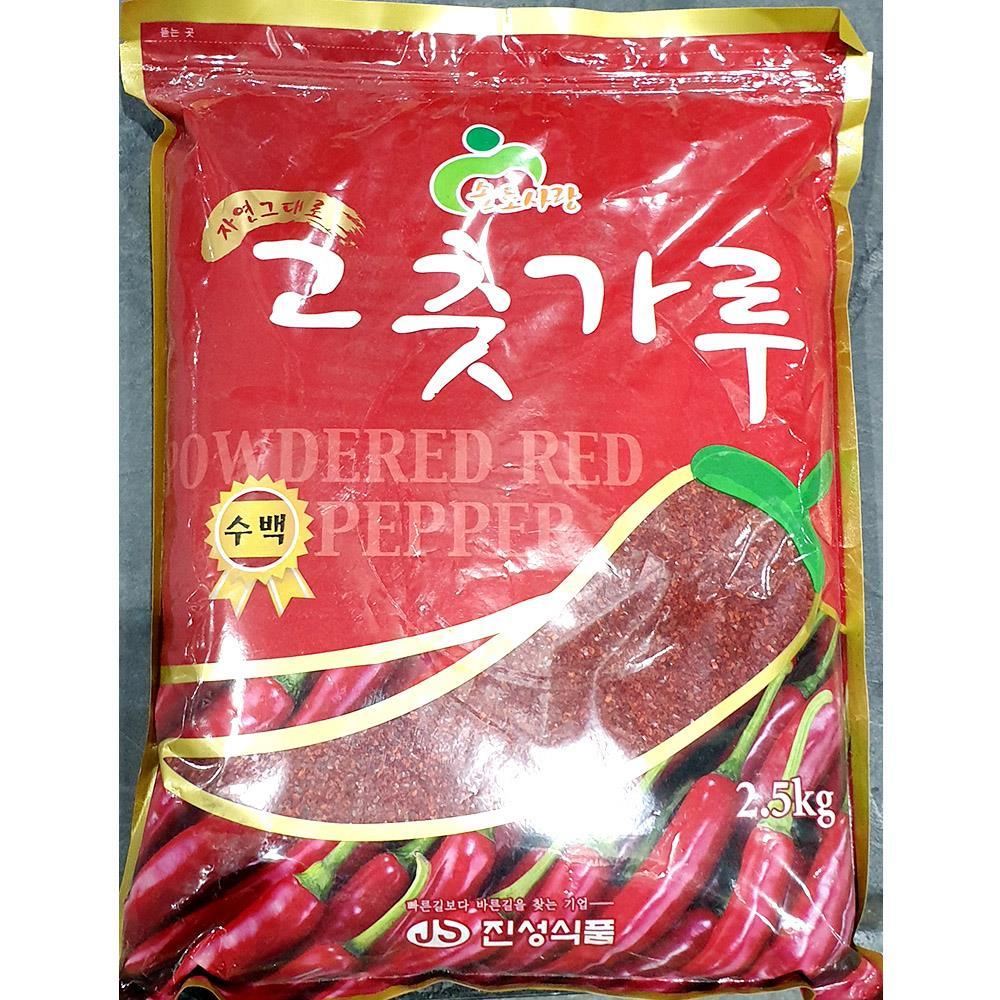 뜯는 곳
손도사랑
자연그대로
고춧가루
POWDERED RED
PEPPER
수백
2.5kg
빠른길보다 바른길을 찾는 기업
JS 진성식품